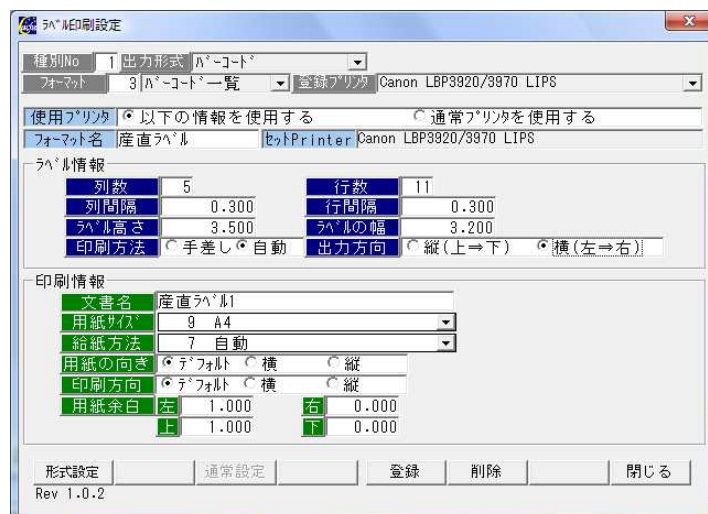 ﾗﾍﾞﾙ印刷設定
種別No 1 出力形式 ﾊﾞｰｺｰﾄﾞ
ﾌｫｰﾏｯﾄ 3 ﾊﾞｰｺｰﾄﾞ一覧 登録ﾌﾟﾘﾝﾀ Canon LBP3920/3970 LIPS
使用ﾌﾟﾘﾝﾀ 以下の情報を使用する 通常ﾌﾟﾘﾝﾀを使用する
ﾌｫｰﾏｯﾄ名 産直ﾗﾍﾞﾙ ｾｯﾄPrinter Canon LBP3920/3970 LIPS
ﾗﾍﾞﾙ情報
列数 5 行数 11
列間隔 0.300 行間隔 0.300
ﾗﾍﾞﾙ高さ 3.500 ﾗﾍﾞﾙの幅 3.200
印刷方法 手差し 自動 出力方向 縦(上⇒下) 横(左⇒右)
印刷情報
文書名 産直ﾗﾍﾞﾙ1
用紙ｻｲｽﾞ 9 A4
給紙方法 7 自動
用紙の向き ﾃﾞﾌｫﾙﾄ 横 縦
印刷方向 ﾃﾞﾌｫﾙﾄ 横 縦
用紙余白 左 1.000 右 0.000
上 1.000 下 0.000
形式設定 通常設定 登録 削除 閉じる
Rev 1.0.2